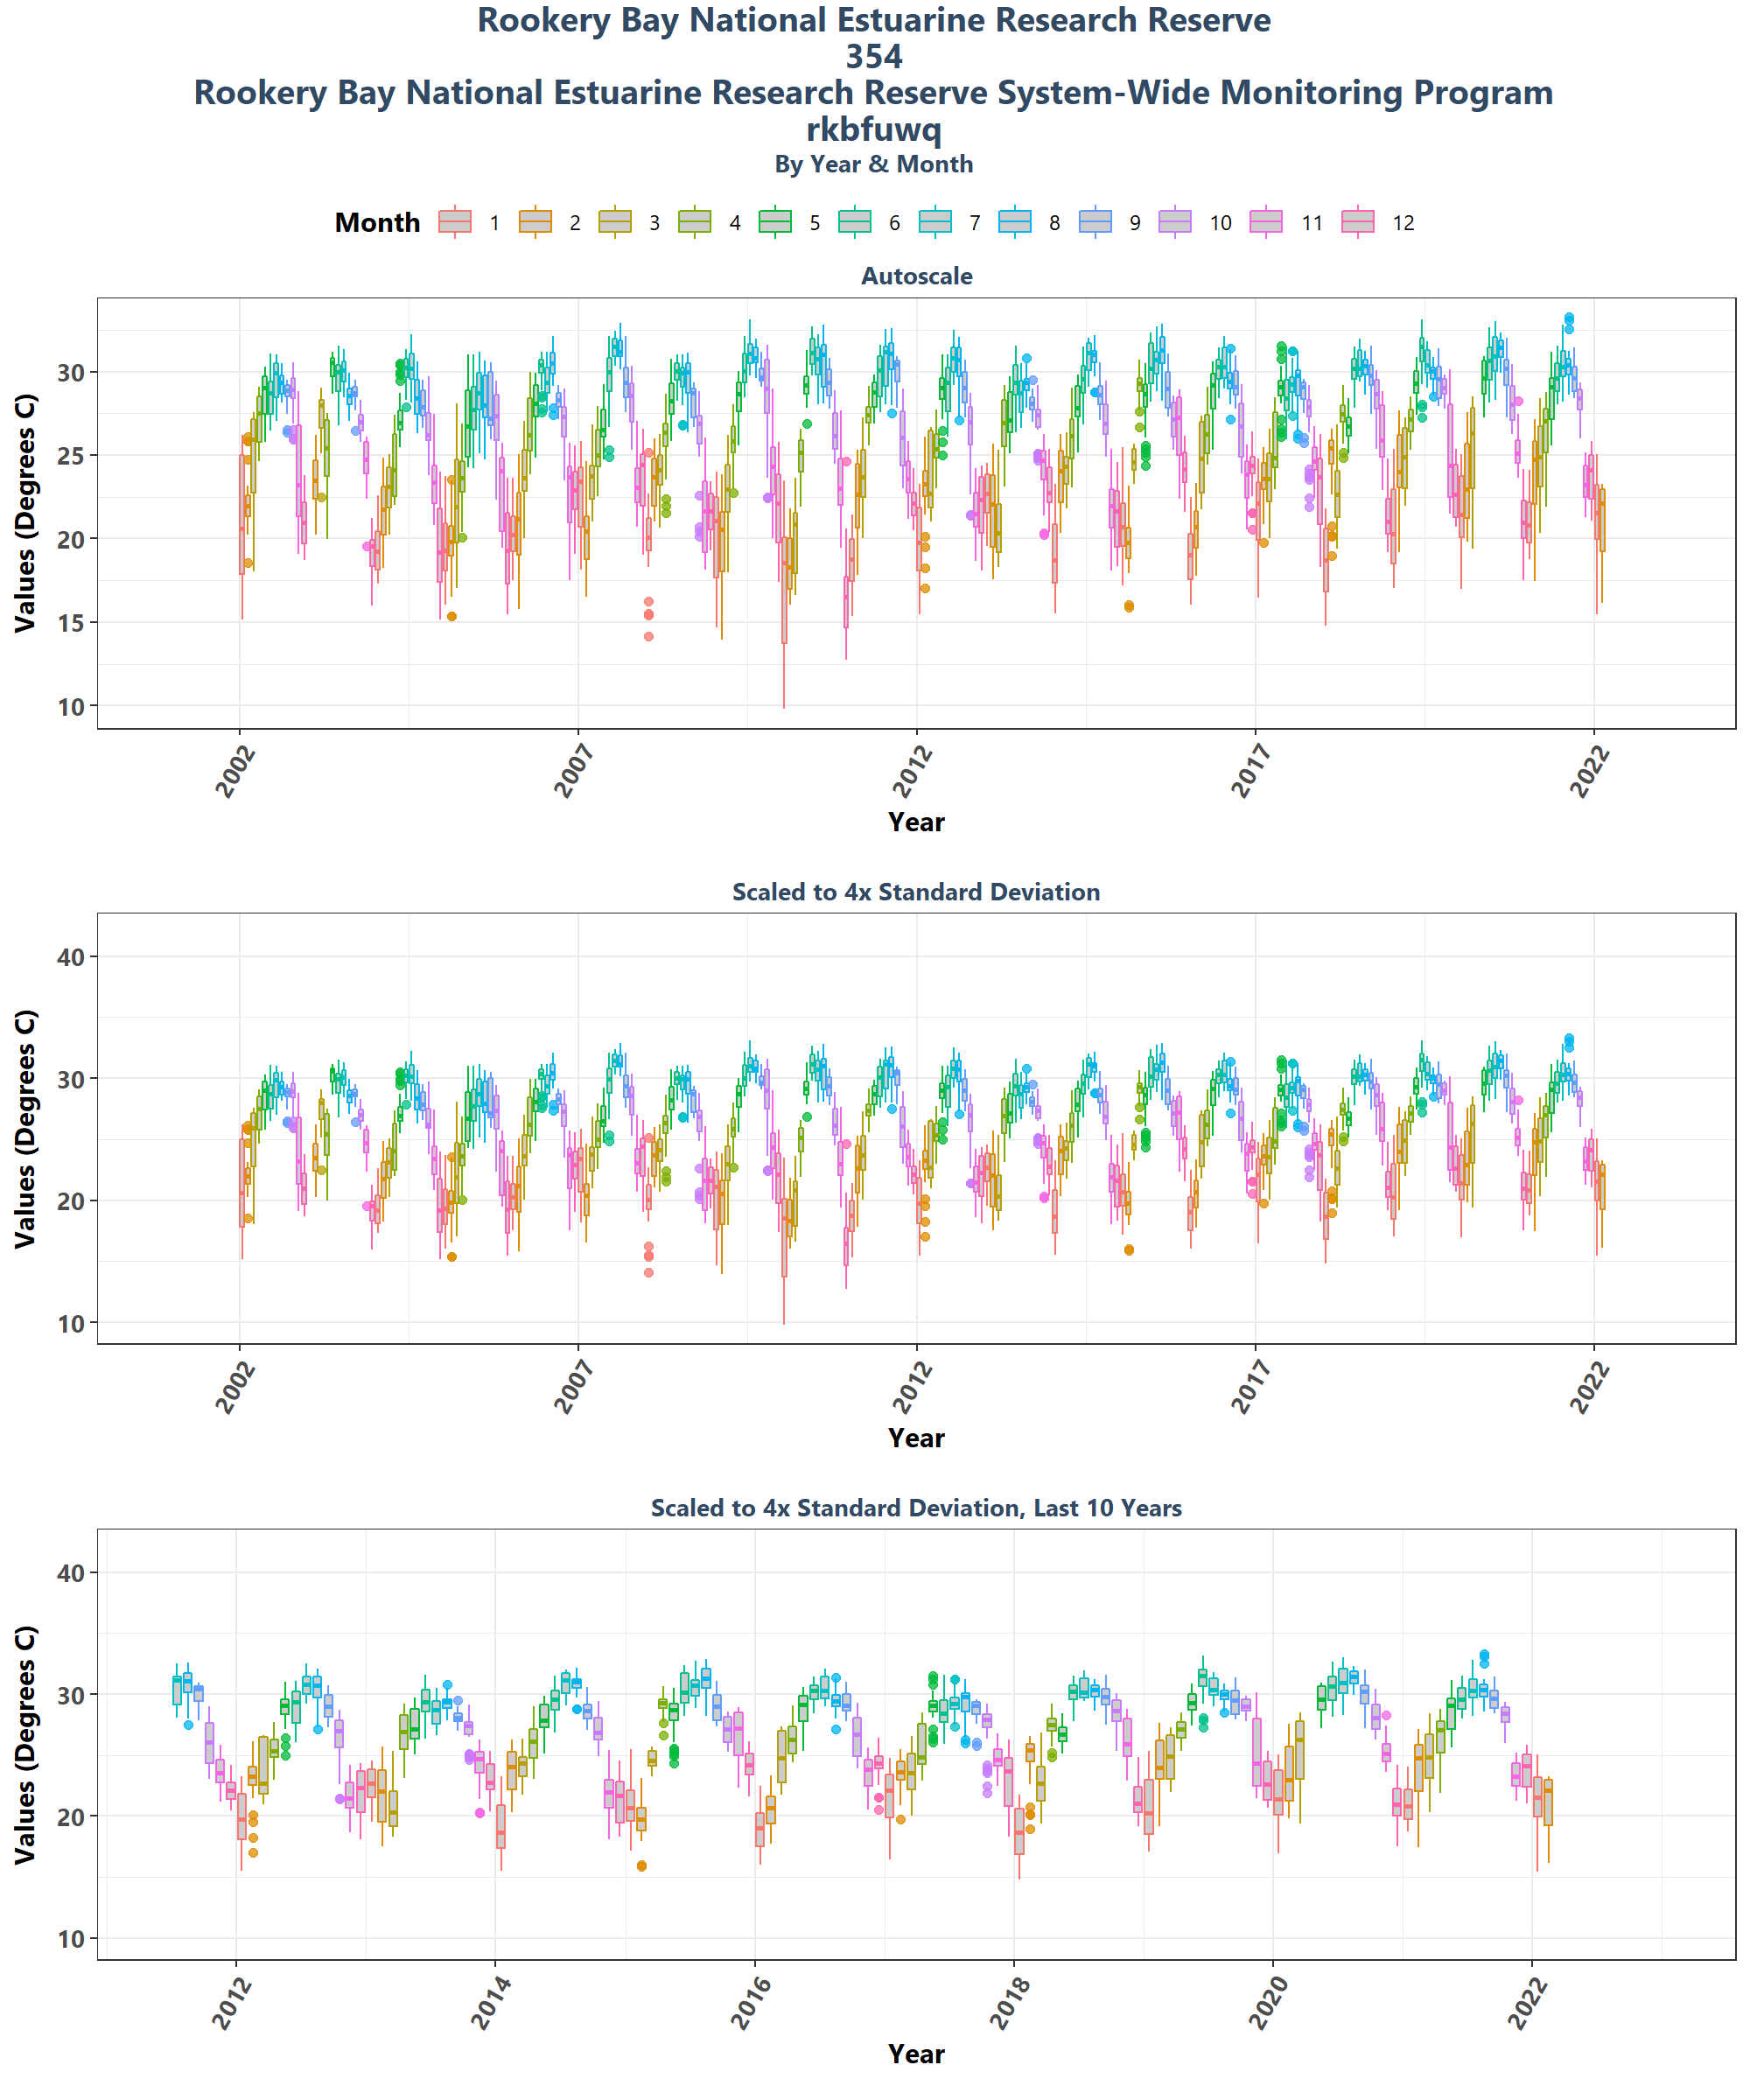 Rookery Bay National Estuarine Research Reserve
354
Rookery Bay National Estuarine Research Reserve System-Wide Monitoring Program
rkbfuwq
By Year & Month
Month 1 2 3 4 5 6 7 8 9 10 11 12
Autoscale
Values (Degrees C)
30
25
20
15
10
2002 2007 2012 2017 2022
Year
Scaled to 4x Standard Deviation
Values (Degrees C)
40
30
20
10
2002 2007 2012 2017 2022
Year
Scaled to 4x Standard Deviation, Last 10 Years
Values (Degrees C)
40
30
20
10
2012 2014 2016 2018 2020 2022
Year